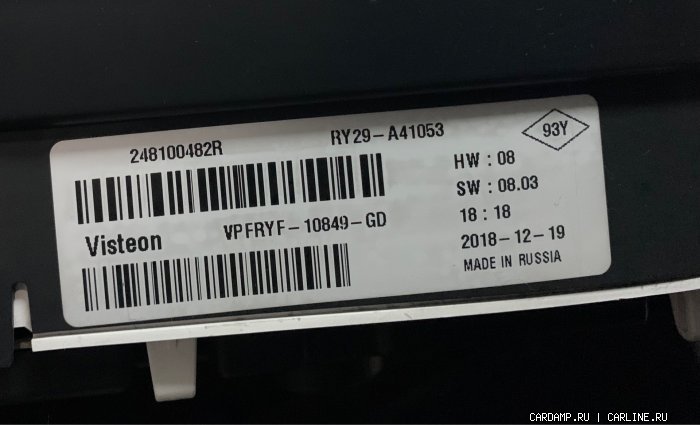 248100482R
RY29-A41053
93Y
HW : 08
SW : 08.03
Visteon
VPFRYF-10849-GD
18 : 18
2018-12-19
MADE IN RUSSIA
CARDAMP.RU | CARLINE.RU